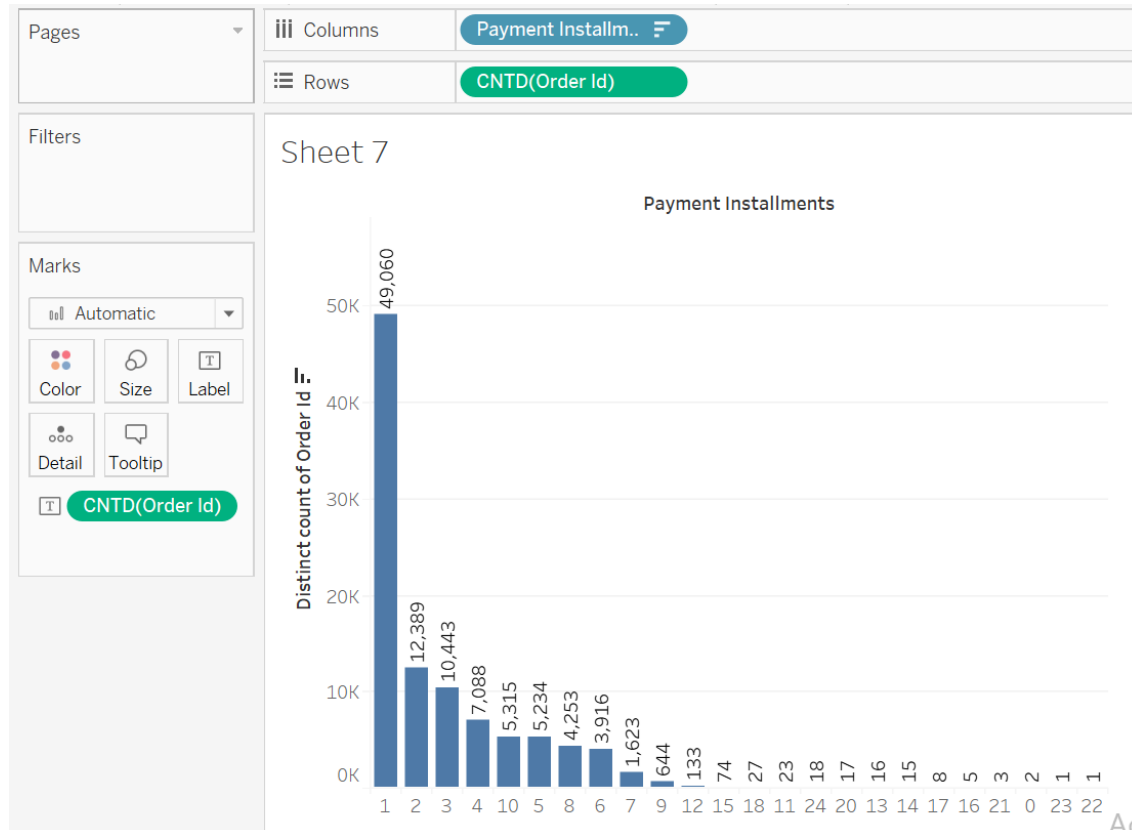 Pages
Columns
Payment Installm..
Rows
CNTD(Order Id)
Filters
Marks
Automatic
Color
Size
Label
Detail
Tooltip
CNTD(Order Id)
Sheet 7
Payment Installments
Distinct count of Order Id
50K
40K
30K
20K
10K
0K
49,060
12,389
10,443
7,088
5,315
5,234
4,253
3,916
1,623
644
133
74
27
23
18
17
16
15
8
5
3
2
1
1
1 2 3 4 10 5 8 6 7 9 12 15 18 11 24 20 13 14 17 16 21 0 23 22